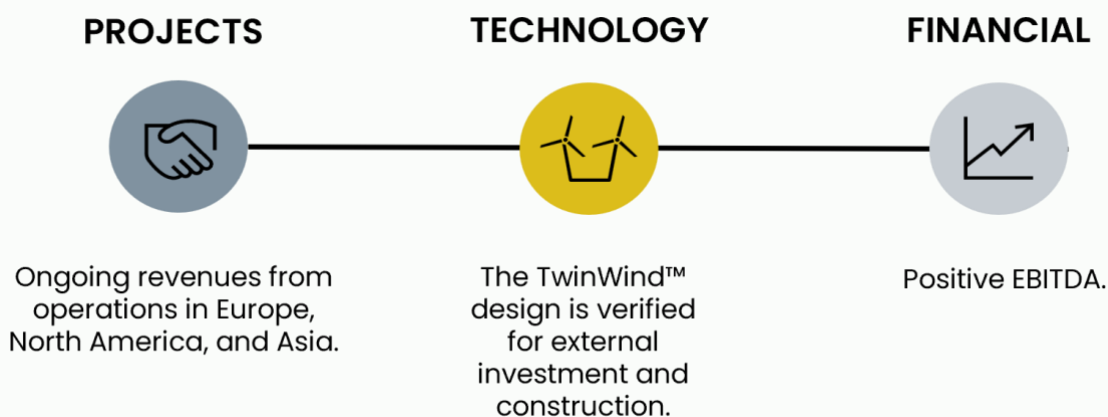 PROJECTS
TECHNOLOGY
FINANCIAL
Ongoing revenues from
operations in Europe,
North America, and Asia.
The TwinWind™
design is verified
for external
investment and
construction.
Positive EBITDA.